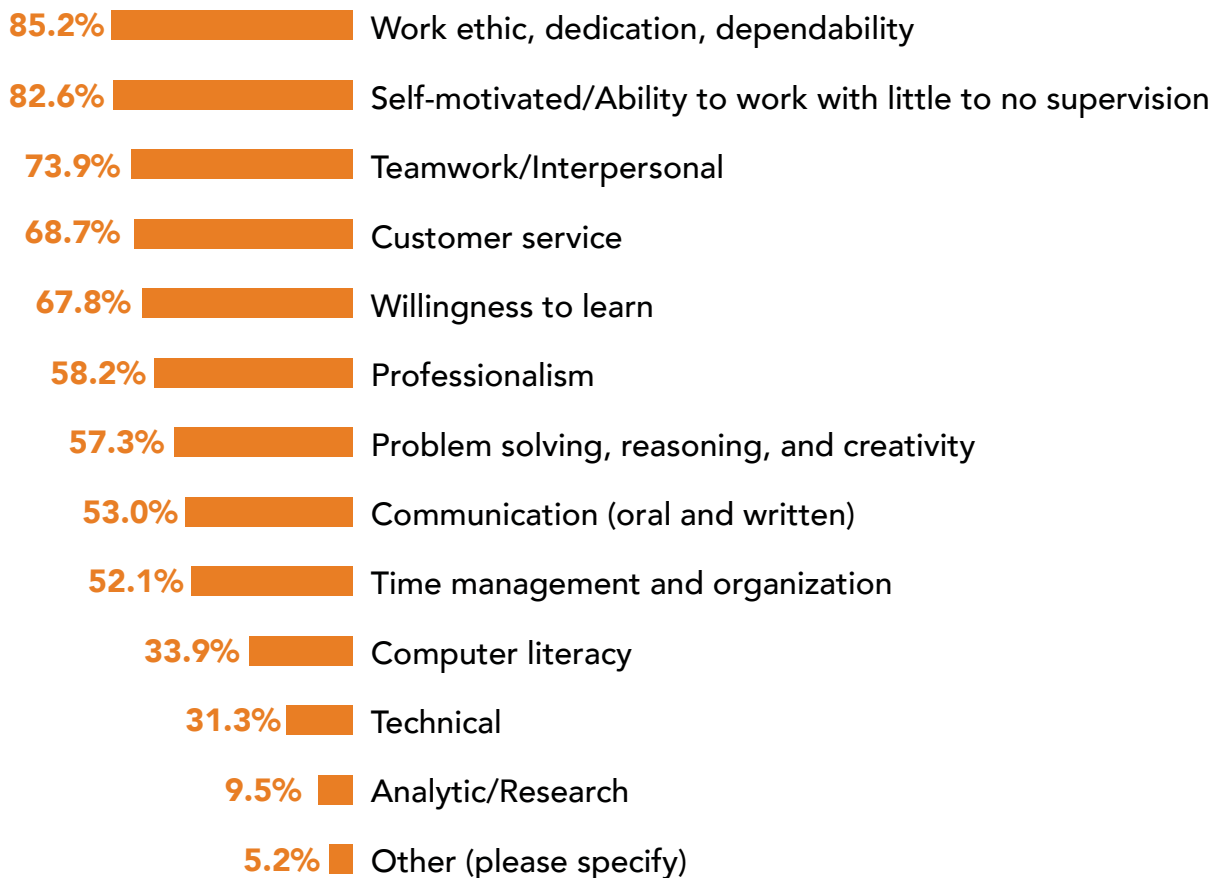 85.2% Work ethic, dedication, dependability
82.6% Self-motivated/Ability to work with little to no supervision
73.9% Teamwork/Interpersonal
68.7% Customer service
67.8% Willingness to learn
58.2% Professionalism
57.3% Problem solving, reasoning, and creativity
53.0% Communication (oral and written)
52.1% Time management and organization
33.9% Computer literacy
31.3% Technical
9.5% Analytic/Research
5.2% Other (please specify)